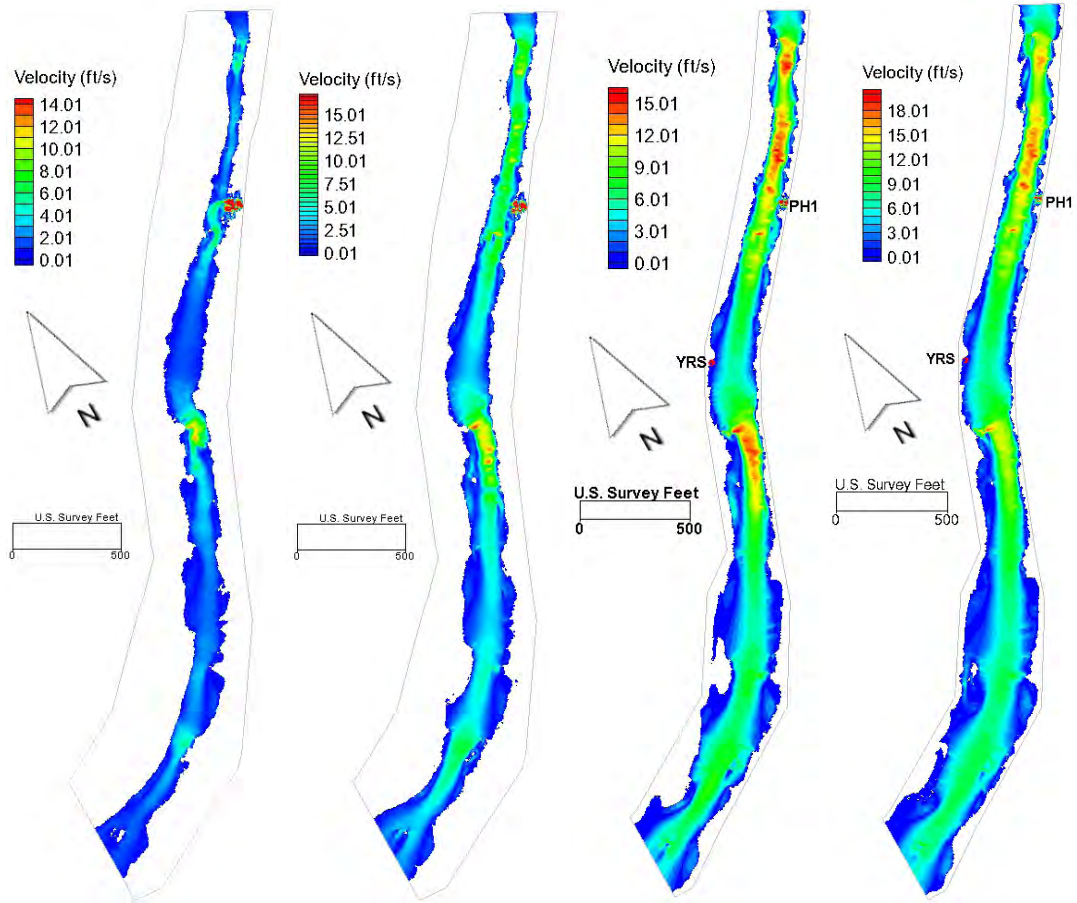 Velocity (ft/s)
14.01
12.01
10.01
8.01
6.01
4.01
2.01
0.01
N
U.S. Survey Feet
0 500
Velocity (ft/s)
15.01
12.51
10.01
7.51
5.01
2.51
0.01
N
U.S. Survey Feet
0 500
Velocity (ft/s)
15.01
12.01
9.01
6.01
3.01
0.01
PH1
YRS
N
U.S. Survey Feet
0 500
Velocity (ft/s)
18.01
15.01
12.01
9.01
6.01
3.01
0.01
PH1
YRS
N
U.S. Survey Feet
0 500